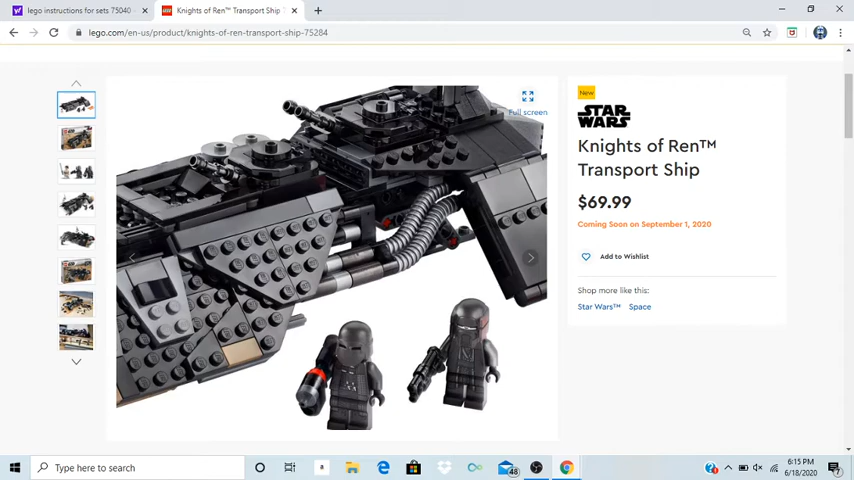 lego instructions for sets 75040 -
Knights of Ren™ Transport Ship
lego.com/en-us/product/knights-of-ren-transport-ship-75284
Full screen
New
STAR
WARS
Knights of Ren™
Transport Ship
$69.99
Coming Soon on September 1, 2020
Add to Wishlist
Shop more like this:
Star Wars™
Space
Type here to search
a
48
6:15 PM
6/18/2020
7